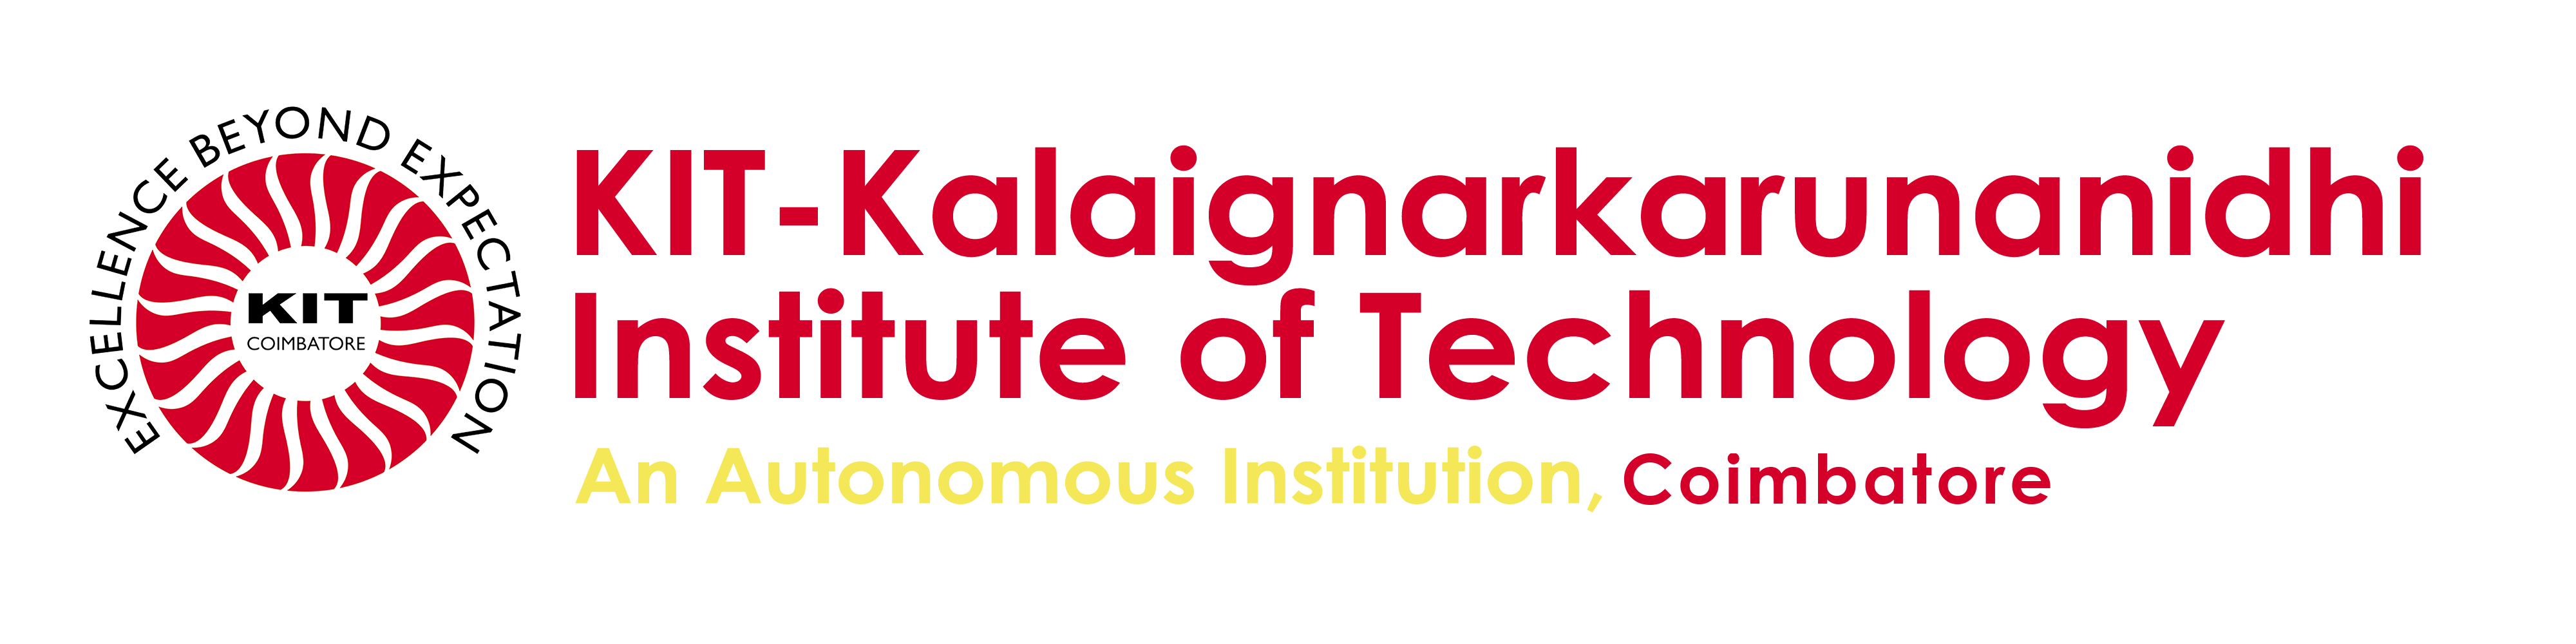 EXCELLENCE BEYOND EXPECTATION
KIT
COIMBATORE
KIT-Kalaignarkarunanidhi
Institute of Technology
An Autonomous Institution, Coimbatore